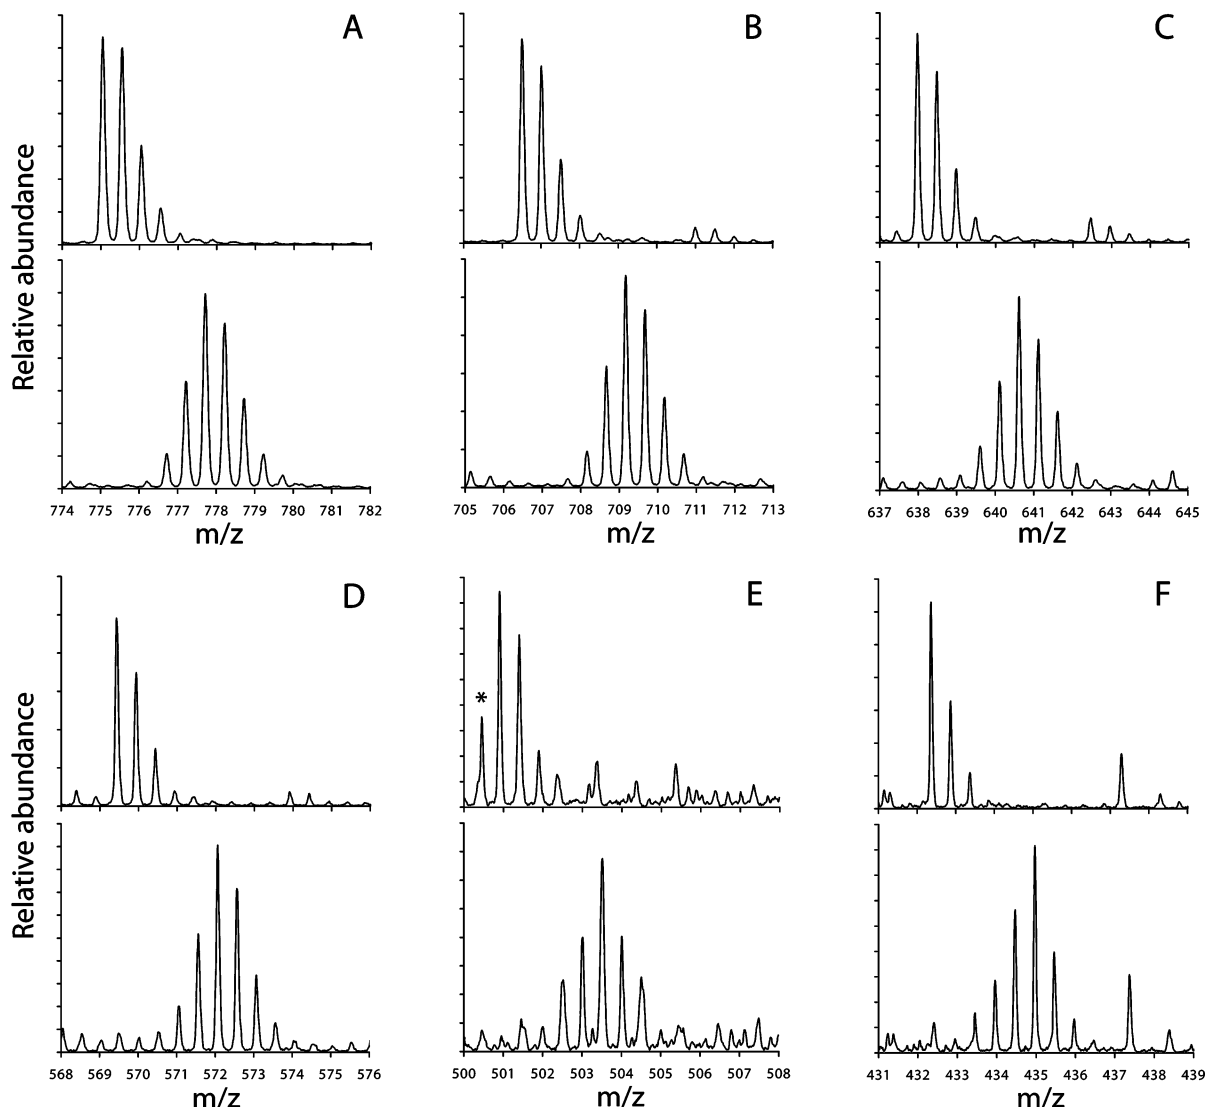 A
B
C
Relative abundance
774 775 776 777 778 779 780 781 782
705 706 707 708 709 710 711 712 713
637 638 639 640 641 642 643 644 645
m/z
m/z
m/z
D
E
F
*
Relative abundance
568 569 570 571 572 573 574 575 576
500 501 502 503 504 505 506 507 508
431 432 433 434 435 436 437 438 439
m/z
m/z
m/z